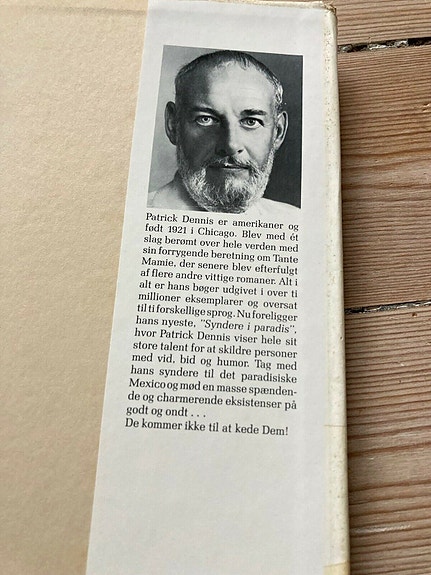 Patrick Dennis er amerikaner og
født 1921 i Chicago. Blev med ét
slag berømt over hele verden med
sin forrygende beretning om Tante
Mamie, der senere blev efterfulgt
af flere andre vittige romaner. Alt i
alt er hans bøger udgivet i over ti
millioner eksemplarer og oversat
til ti forskellige sprog. Nu foreligger
hans nyeste, "Syndere i paradis",
hvor Patrick Dennis viser hele sit
store talent for at skildre personer
med vid, bid og humor. Tag med
hans syndere til det paradisiske
Mexico og mød en masse spænden-
de og charmerende eksistenser på
godt og ondt . . .
De kommer ikke til at kede Dem!